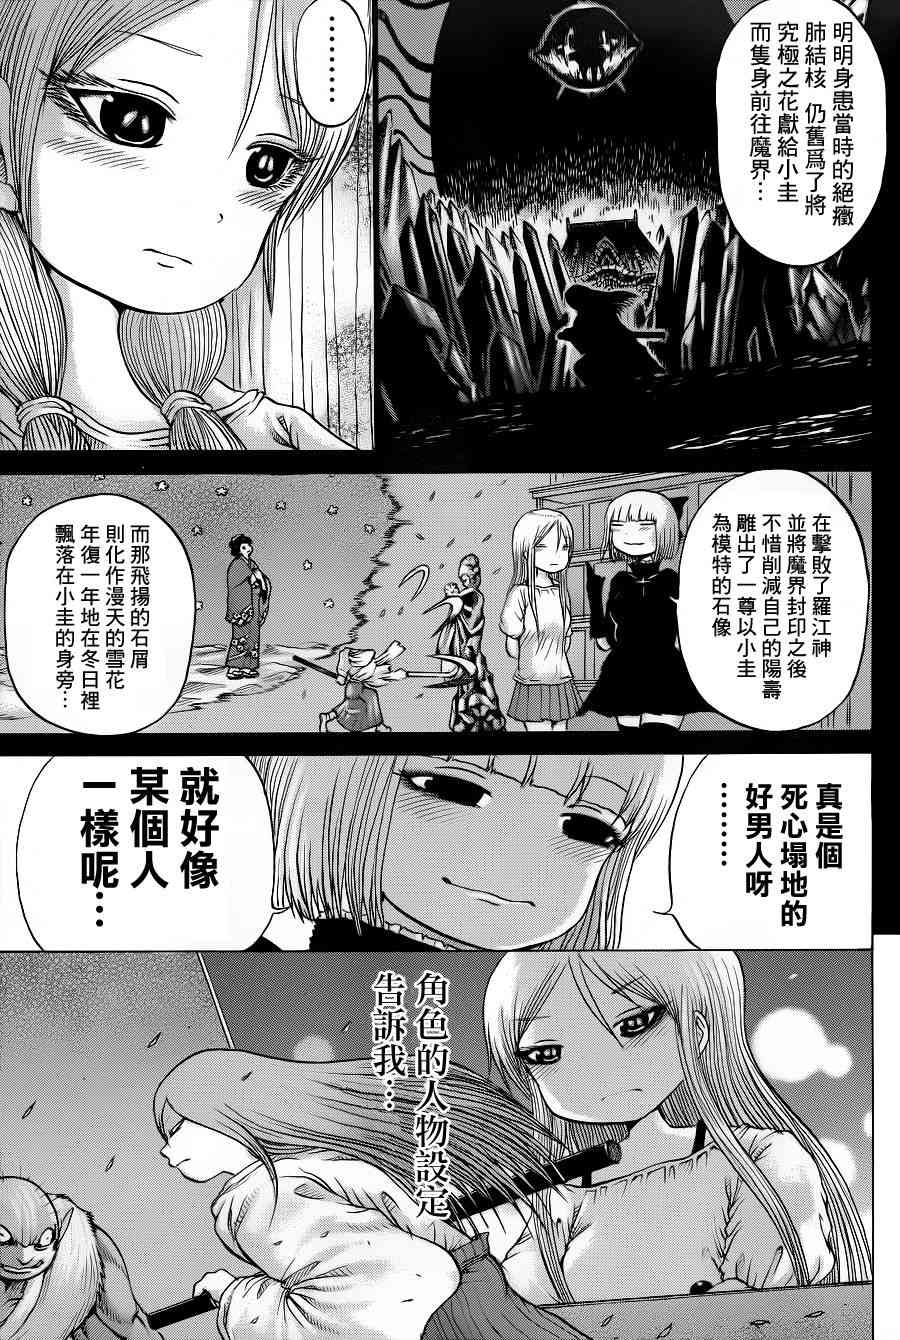 明明身患當時的絕癥
肺結核 仍舊爲了將
究極之花獻給小圭
而隻身前往魔界…
……
在擊敗了羅江神
並將魔界封印之後
不惜削減自己的陽壽
雕出了一尊以小圭
為模特的石像
而那飛揚的石屑
則化作漫天的雪花
年復一年地在冬日裡
飄落在小圭的身旁…
真是個
死心塌地的
好男人呀
……
就好像
某個人
一樣呢…
角色的人物設定
告訴我…